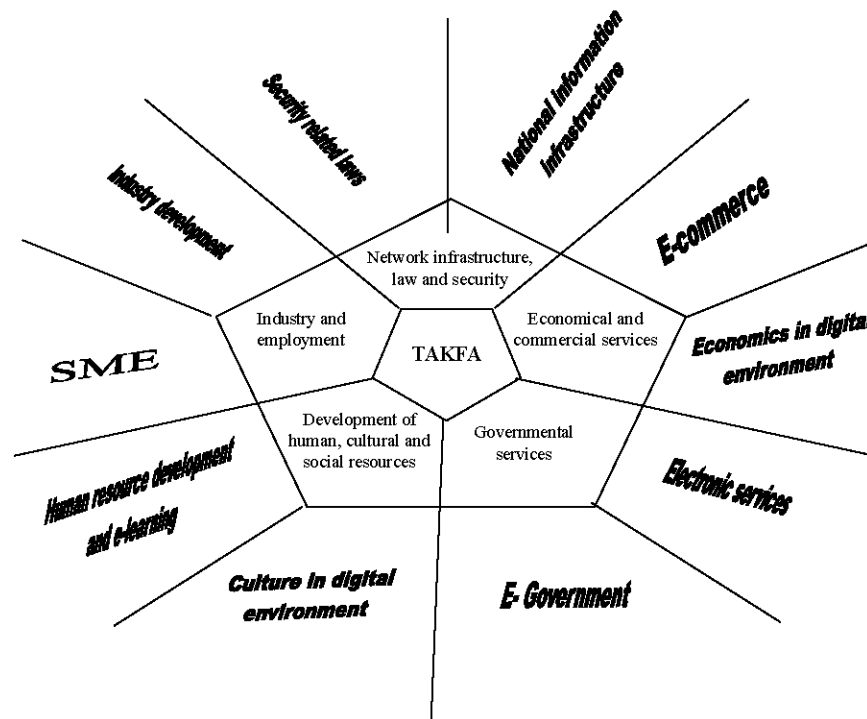 Security related laws
National information
infrastructure
Industry development
E-commerce
Network infrastructure,
law and security
Industry and
employment
Economical and
commercial services
TAKFA
SME
Economics in digital
environment
Development of
human, cultural and
social resources
Governmental
services
Human resource development
and e-learning
Electronic services
Culture in digital
environment
E- Government